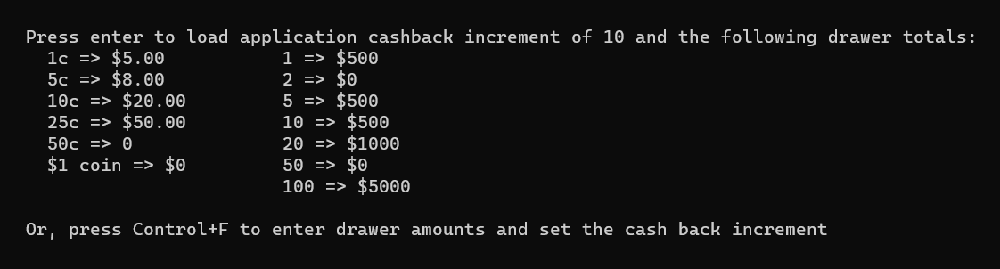 Press enter to load application cashback increment of 10 and the following drawer totals:
1c => $5.00 1 => $500
5c => $8.00 2 => $0
10c => $20.00 5 => $500
25c => $50.00 10 => $500
50c => 0 20 => $1000
$1 coin => $0 50 => $0
100 => $5000
Or, press Control+F to enter drawer amounts and set the cash back increment